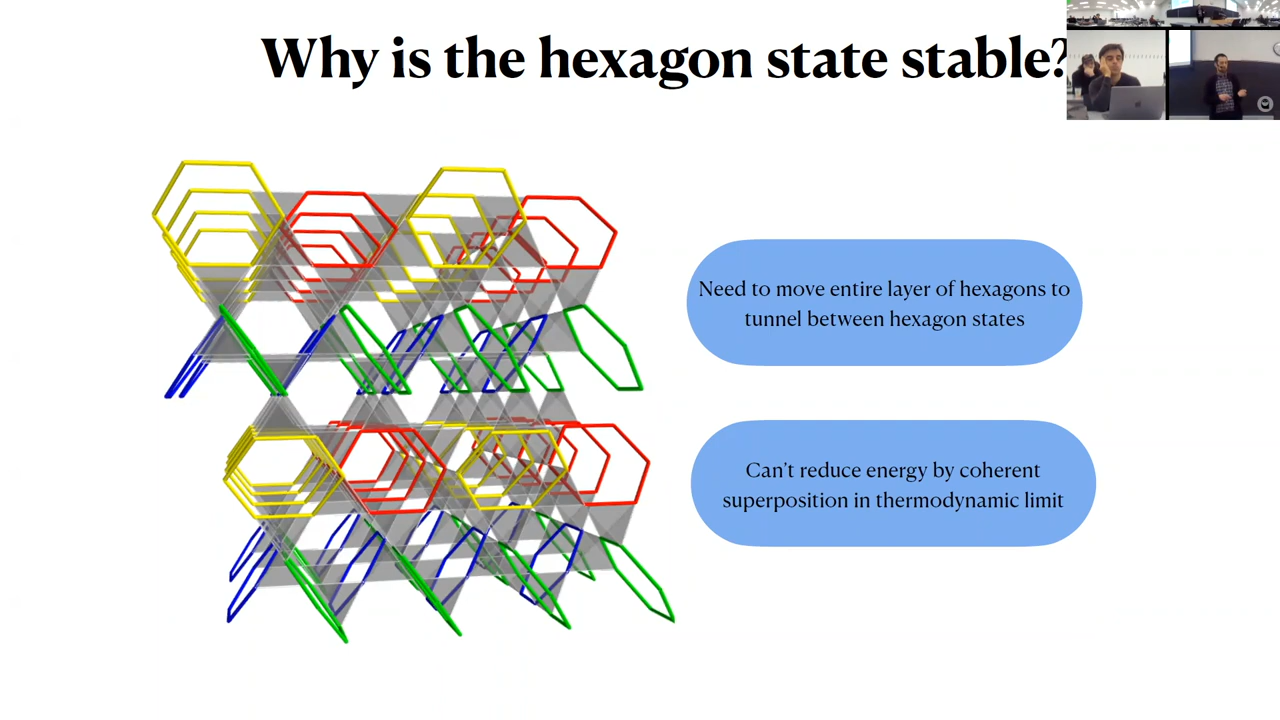 Why is the hexagon state stable?
Need to move entire layer of hexagons to
tunnel between hexagon states
Can't reduce energy by coherent
superposition in thermodynamic limit